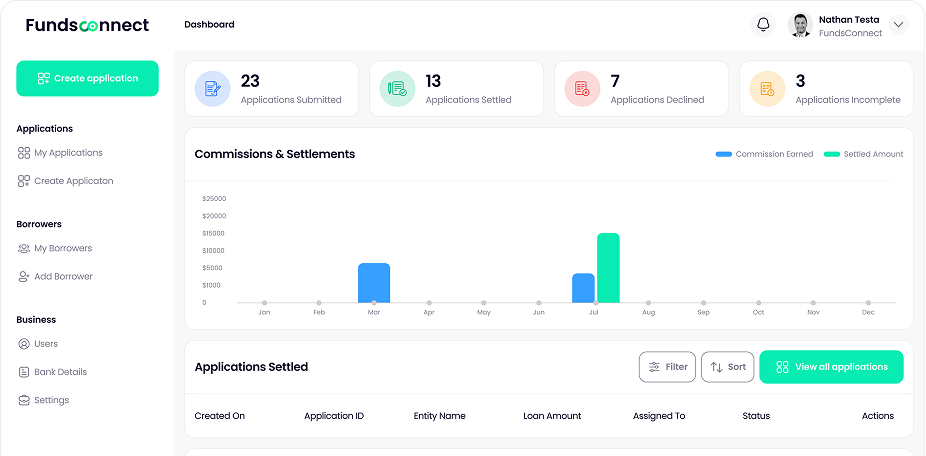 Fundsconnect
Dashboard
Nathan Testa
FundsConnect
Create application
Applications
My Applications
Create Applicaton
Borrowers
My Borrowers
Add Borrower
Business
Users
Bank Details
Settings
23
Applications Submitted
13
Applications Settled
7
Applications Declined
3
Applications Incomplete
Commissions & Settlements
Commission Earned
Settled Amount
$25000
$20000
$15000
$10000
$5000
$1000
0
Jan Feb Mar Apr May Jun Jul Aug Sep Oct Nov Dec
Applications Settled
Filter
Sort
View all applications
Created On Application ID Entity Name Loan Amount Assigned To Status Actions